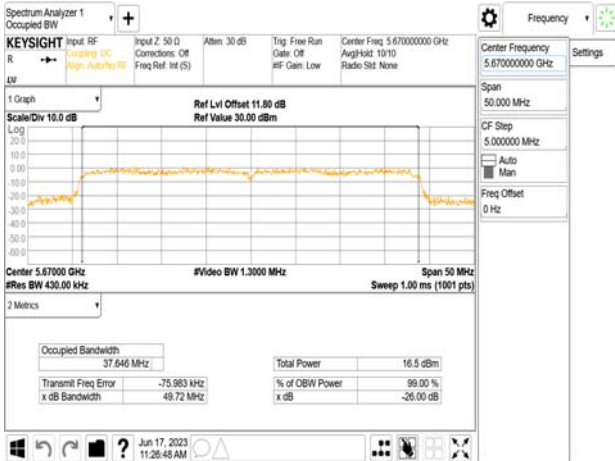 Spectrum Analyzer 1
Occupied BW
+
Frequency
KEYSIGHT
R
LVI
Input: RF
Coupling: DC
Align: Auto/No RF
Input Z: 50 Ω
Corrections: Off
Freq Ref: Int (S)
Atten: 30 dB
Trig: Free Run
Gate: Off
#IF Gain: Low
Center Freq: 5.670000000 GHz
Avg|Hold: 10/10
Radio Std: None
Center Frequency
5.670000000 GHz
Settings
Span
50.000 MHz
CF Step
5.000000 MHz
Auto
Man
Freq Offset
0 Hz
1 Graph
Scale/Div 10.0 dB
Ref Lvl Offset 11.80 dB
Ref Value 30.00 dBm
Log
20.0
10.0
0.00
-10.0
-20.0
-30.0
-40.0
-50.0
-60.0
Center 5.67000 GHz
#Video BW 1.3000 MHz
Span 50 MHz
#Res BW 430.00 kHz
Sweep 1.00 ms (1001 pts)
2 Metrics
Occupied Bandwidth
37.646 MHz
Total Power
16.5 dBm
Transmit Freq Error
-75.983 kHz
% of OBW Power
99.00 %
x dB Bandwidth
49.72 MHz
x dB
-26.00 dB
?
Jun 17, 2023
11:26:48 AM